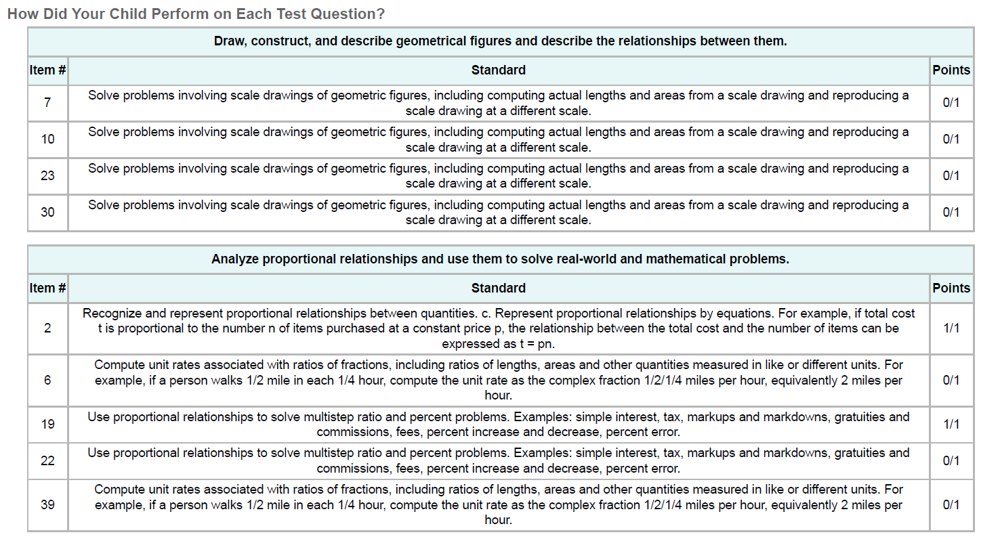 How Did Your Child Perform on Each Test Question?
Draw, construct, and describe geometrical figures and describe the relationships between them.
Item # Standard Points
7 Solve problems involving scale drawings of geometric figures, including computing actual lengths and areas from a scale drawing and reproducing a
scale drawing at a different scale. 0/1
10 Solve problems involving scale drawings of geometric figures, including computing actual lengths and areas from a scale drawing and reproducing a
scale drawing at a different scale. 0/1
23 Solve problems involving scale drawings of geometric figures, including computing actual lengths and areas from a scale drawing and reproducing a
scale drawing at a different scale. 0/1
30 Solve problems involving scale drawings of geometric figures, including computing actual lengths and areas from a scale drawing and reproducing a
scale drawing at a different scale. 0/1
Analyze proportional relationships and use them to solve real-world and mathematical problems.
Item # Standard Points
2 Recognize and represent proportional relationships between quantities. c. Represent proportional relationships by equations. For example, if total cost
t is proportional to the number n of items purchased at a constant price p, the relationship between the total cost and the number of items can be
expressed as t = pn. 1/1
6 Compute unit rates associated with ratios of fractions, including ratios of lengths, areas and other quantities measured in like or different units. For
example, if a person walks 1/2 mile in each 1/4 hour, compute the unit rate as the complex fraction 1/2/1/4 miles per hour, equivalently 2 miles per
hour. 0/1
19 Use proportional relationships to solve multistep ratio and percent problems. Examples: simple interest, tax, markups and markdowns, gratuities and
commissions, fees, percent increase and decrease, percent error. 1/1
22 Use proportional relationships to solve multistep ratio and percent problems. Examples: simple interest, tax, markups and markdowns, gratuities and
commissions, fees, percent increase and decrease, percent error. 0/1
39 Compute unit rates associated with ratios of fractions, including ratios of lengths, areas and other quantities measured in like or different units. For
example, if a person walks 1/2 mile in each 1/4 hour, compute the unit rate as the complex fraction 1/2/1/4 miles per hour, equivalently 2 miles per
hour. 0/1